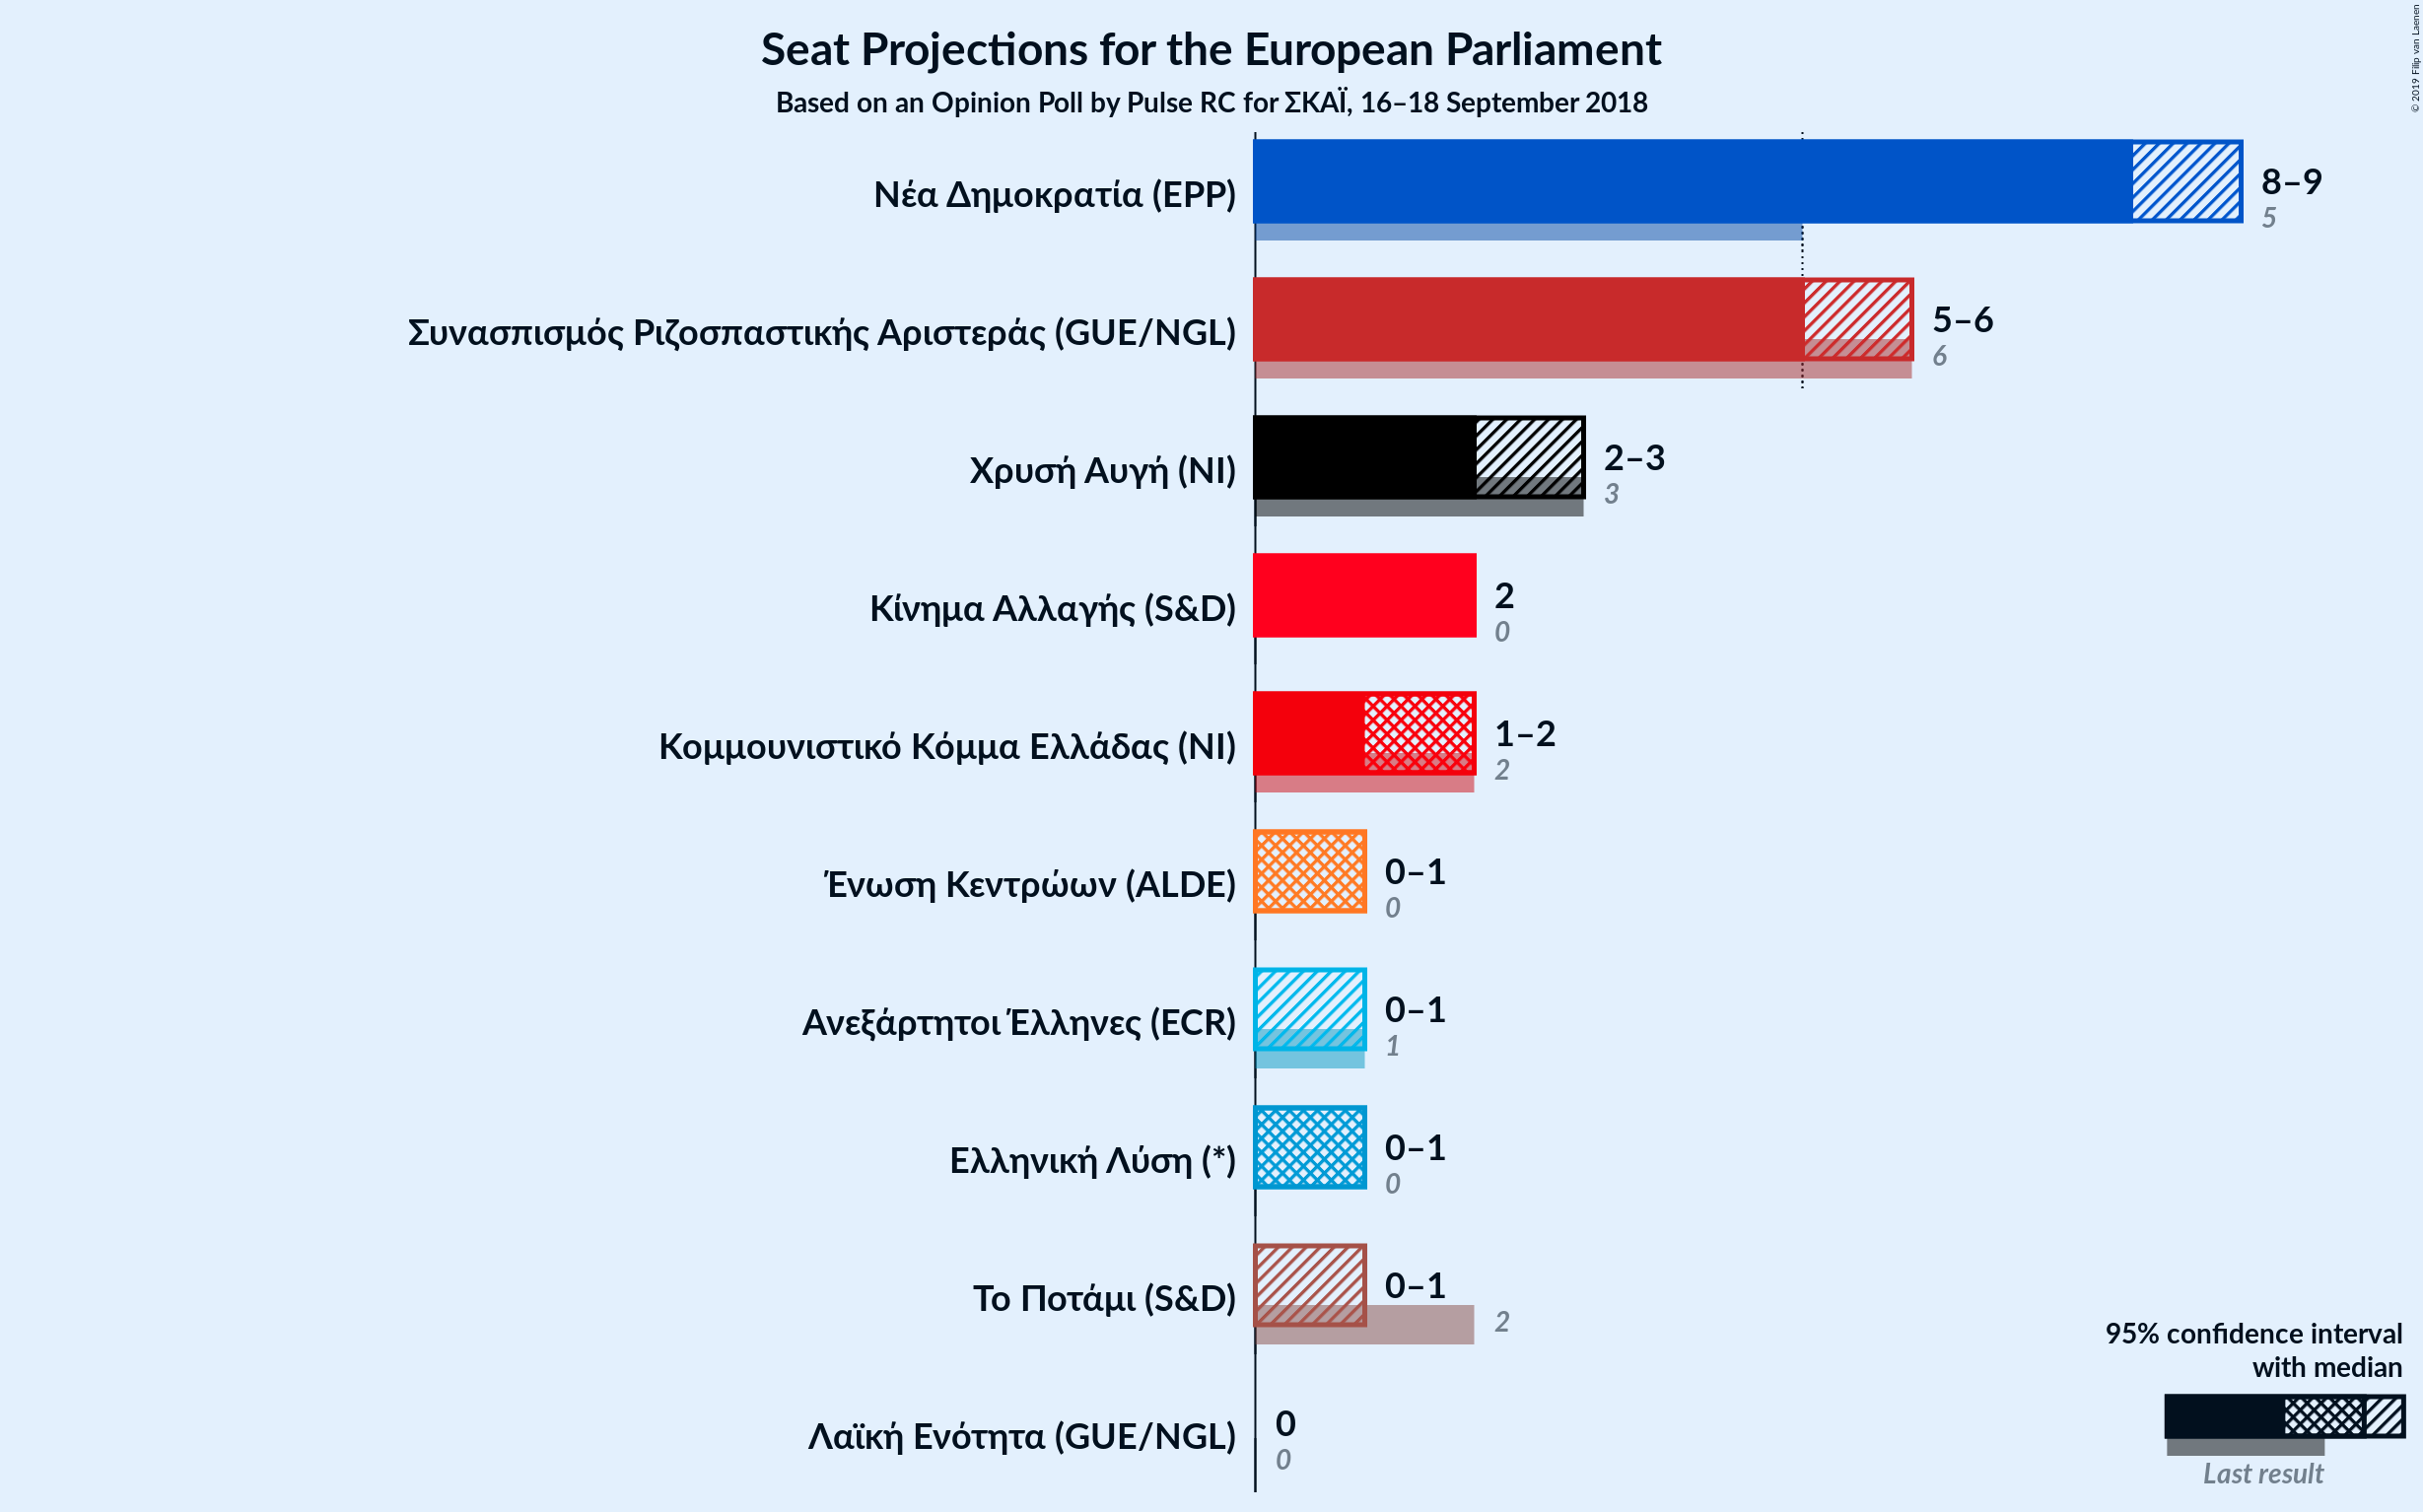 Seat Projections for the European Parliament
Based on an Opinion Poll by Pulse RC for ΣΚΑΪ, 16–18 September 2018
© 2019 Filip van Laenen
Νέα Δημοκρατία (EPP)
8–9
5
Συνασπισμός Ριζοσπαστικής Αριστεράς (GUE/NGL)
5–6
6
Χρυσή Αυγή (NI)
2–3
3
Κίνημα Αλλαγής (S&D)
2
0
Κομμουνιστικό Κόμμα Ελλάδας (NI)
1–2
2
Ένωση Κεντρώων (ALDE)
0–1
0
Ανεξάρτητοι Έλληνες (ECR)
0–1
1
Ελληνική Λύση (*)
0–1
0
Το Ποτάμι (S&D)
0–1
2
Λαϊκή Ενότητα (GUE/NGL)
0
0
95% confidence interval
with median
Last result